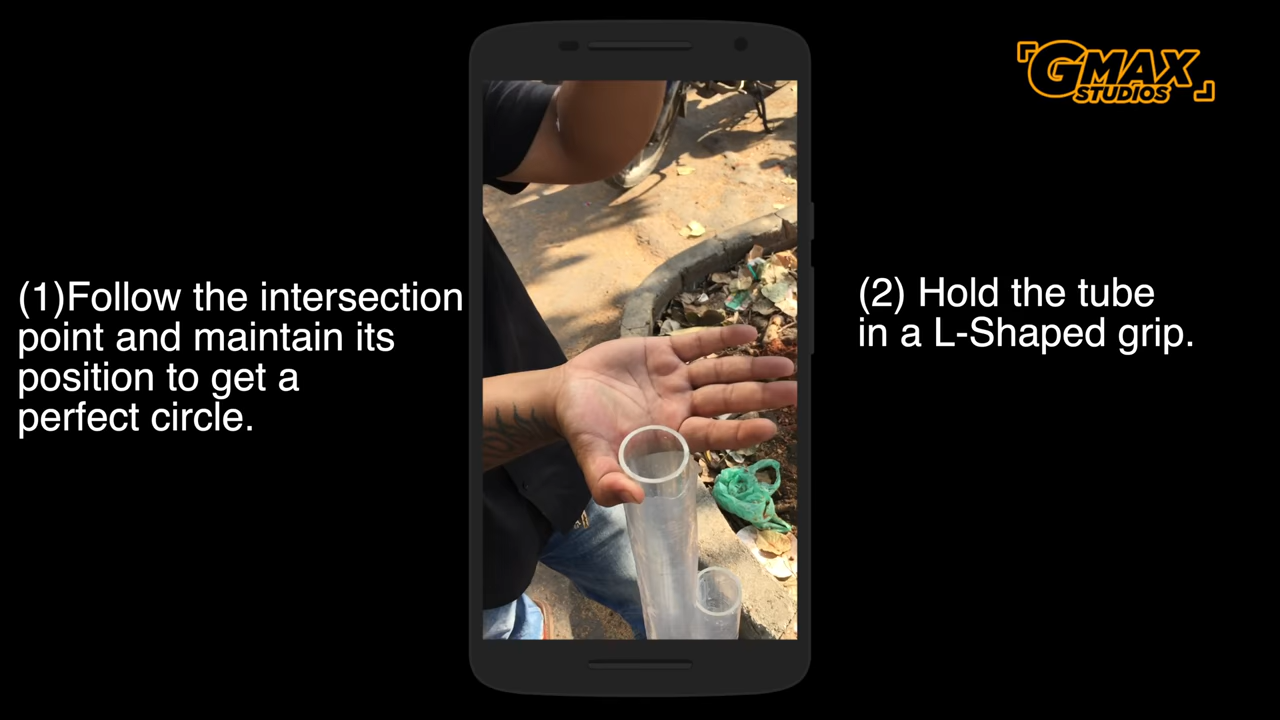 GMAX
STUDIOS
(1)Follow the intersection
point and maintain its
position to get a
perfect circle.
(2) Hold the tube
in a L-Shaped grip.